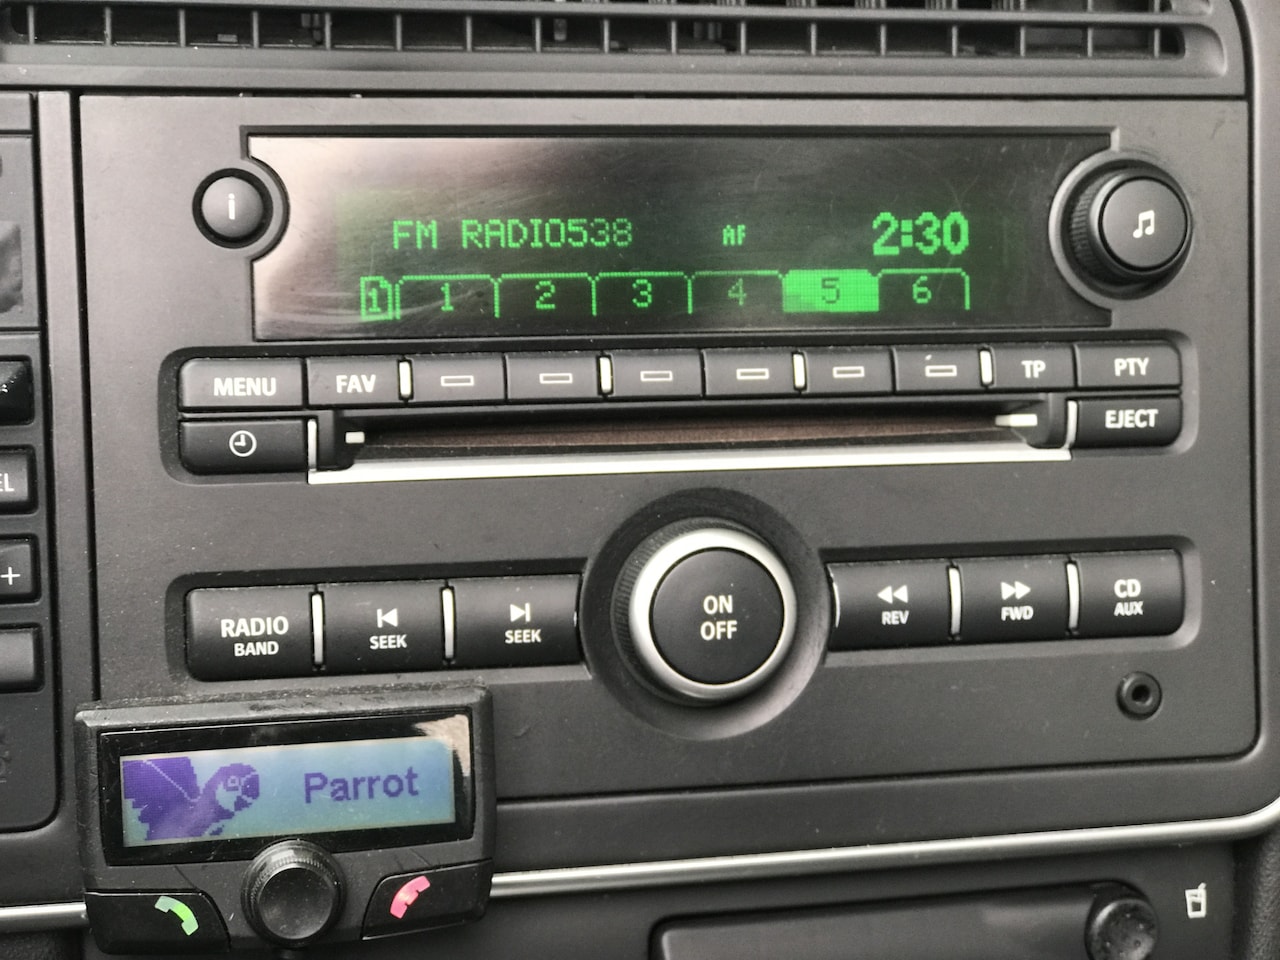 i
FM RADIO538 AF 2:30
1 1 2 3 4 5 6
MENU FAV TP PTY
EJECT
ON
OFF
RADIO
BAND
SEEK
SEEK
REV
FWD
CD
AUX
EL
+
Parrot